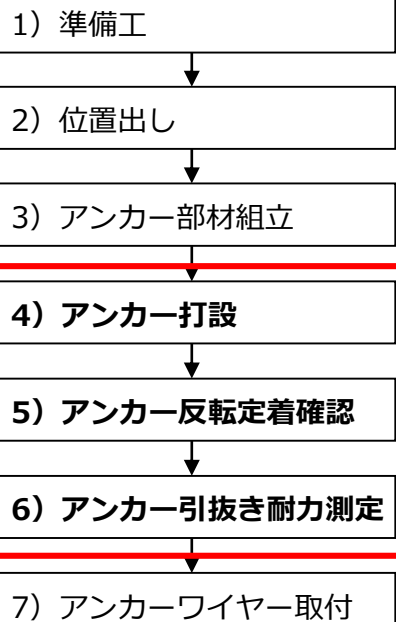 1）準備工
2）位置出し
3）アンカー部材組立
4）アンカー打設
5）アンカー反転定着確認
6）アンカー引抜き耐力測定
7）アンカーワイヤー取付